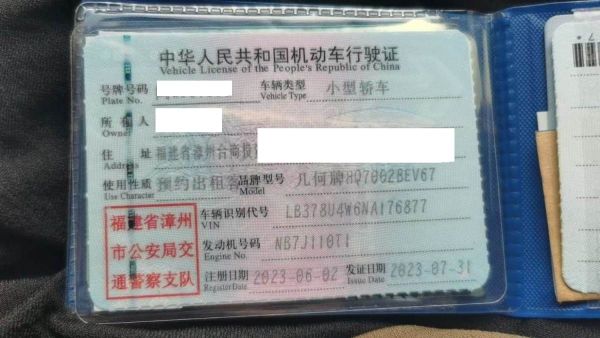 中华人民共和国机动车行驶证
Vehicle License of the People's Republic of China
号牌号码 车辆类型 小型轿车
Plate No. Vehicle Type
所有人
Owner
住址 福建省漳州台商投
Address
使用性质 预约出租客 品牌型号 几何牌HQ7002BEV67
Use Character Model
福建省漳州
市公安局交
通警察支队
车辆识别代号 LB378U4W6NA176877
VIN
发动机号码 NB7J110T1
Engine No.
注册日期 2023-06-02 发证日期 2023-07-31
Register Date Issue Date